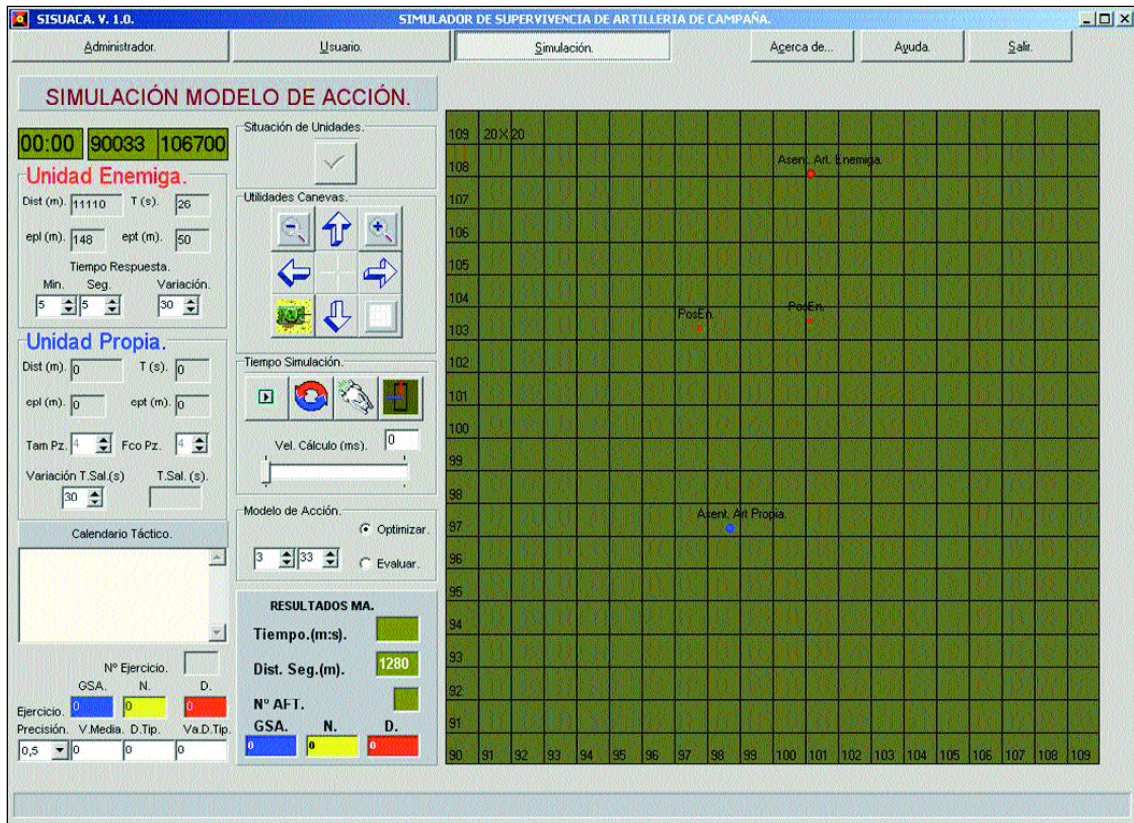 SISUACA. V. 1.0. SIMULADOR DE SUPERVIVENCIA DE ARTILLERIA DE CAMPAÑA.
Administrador. Usuario. Simulación. Acerca de... Ayuda. Salir.
SIMULACIÓN MODELO DE ACCIÓN.
00:00 90033 106700
Unidad Enemiga.
Dist (m). 11110 T (s). 26
epl (m). 148 ept (m). 50
Tiempo Respuesta.
Min. Seg. Variación.
5 5 30
Unidad Propia.
Dist (m). 0 T (s). 0
epl (m). 0 ept (m). 0
Tam Pz. 4 Fco Pz. 4
Variación T.Sal.(s) T.Sal. (s).
30
Calendario Táctico.
Nº Ejercicio.
GSA. N. D.
Ejercicio. 0 0 0
Precisión. V.Media. D.Tip. Va.D.Tip.
0,5 0 0 0
Situación de Unidades.
Utilidades Canevas.
Tiempo Simulación.
Vel. Cálculo (ms). 0
Modelo de Acción.
Optimizar.
3 33
Evaluar.
RESULTADOS MA.
Tiempo.(m:s).
Dist. Seg.(m). 1280
Nº AFT.
GSA. N. D.
0 0 0
109 20X20
108 Asent. Art. Enemiga.
107
106
105
104
PosEn. PosEn.
103
102
101
100
99
98
Asent. Art Propia.
97
96
95
94
93
92
91
90 91 92 93 94 95 96 97 98 99 100 101 102 103 104 105 106 107 108 109